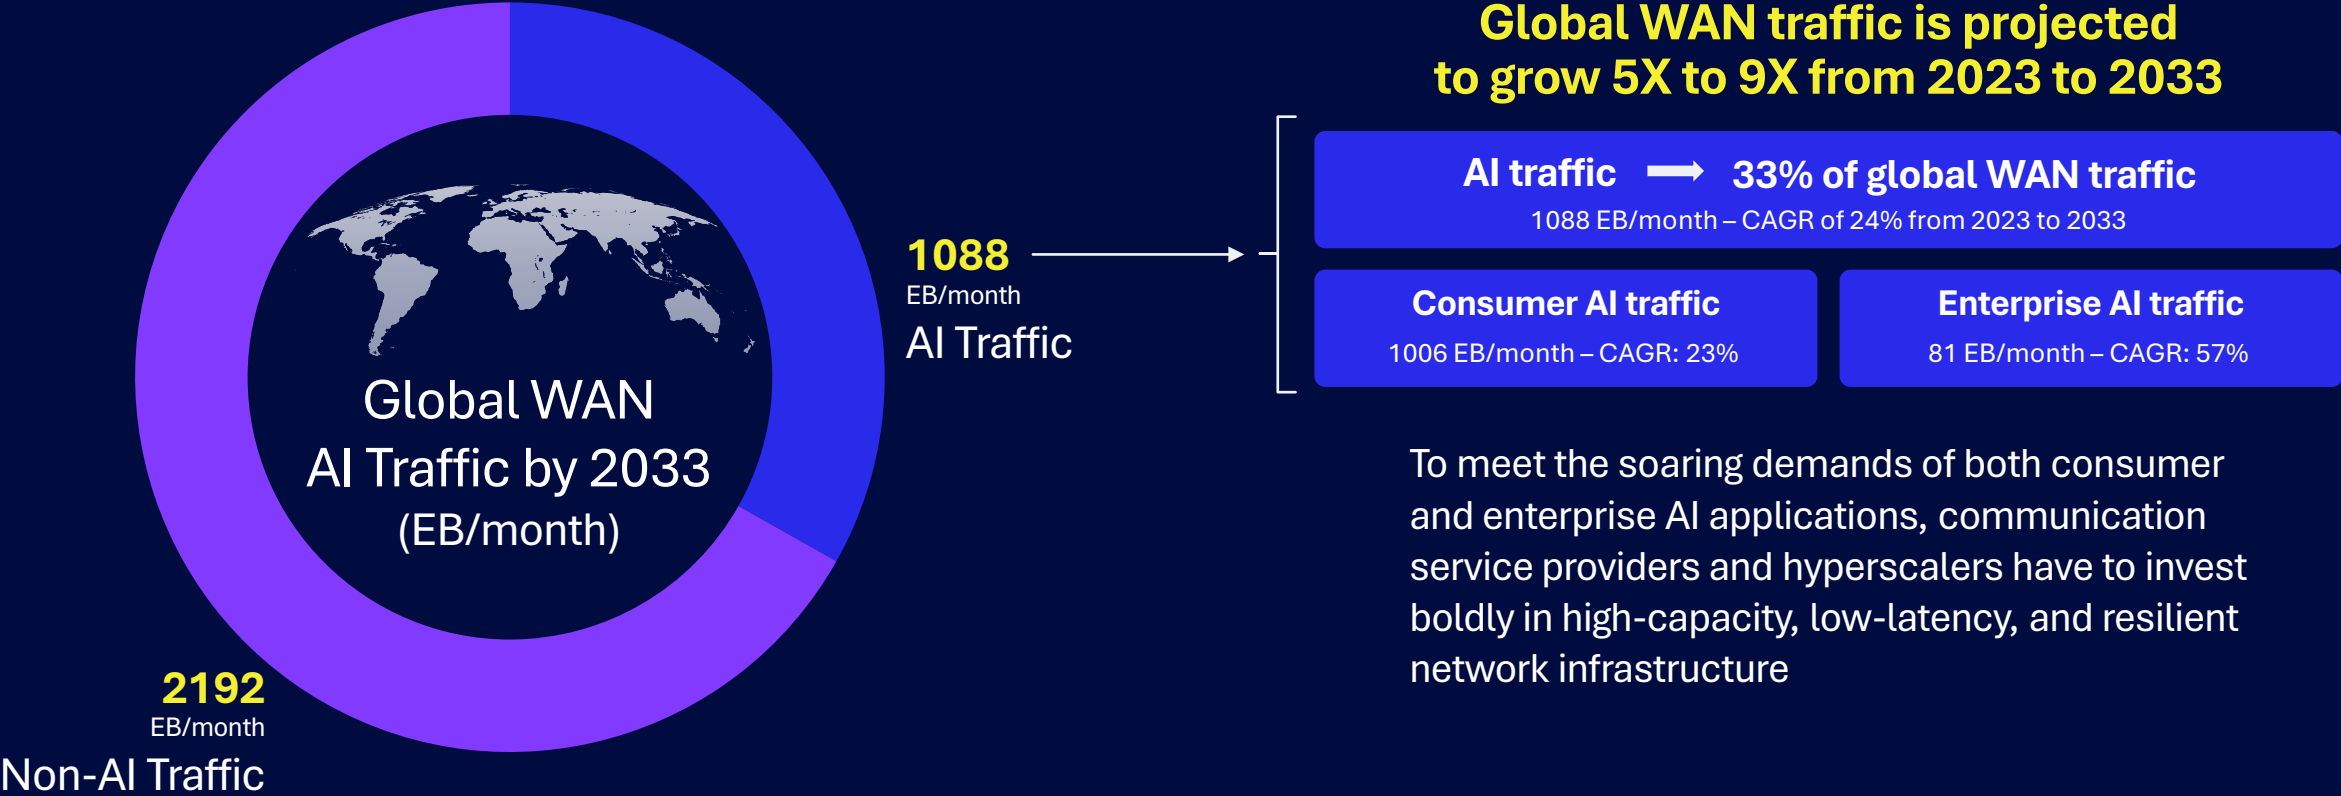 Global WAN
AI Traffic by 2033
(EB/month)
1088
EB/month
AI Traffic
2192
EB/month
Non-AI Traffic
Global WAN traffic is projected
to grow 5X to 9X from 2023 to 2033
AI traffic 33% of global WAN traffic
1088 EB/month – CAGR of 24% from 2023 to 2033
Consumer AI traffic
1006 EB/month – CAGR: 23%
Enterprise AI traffic
81 EB/month – CAGR: 57%
To meet the soaring demands of both consumer
and enterprise AI applications, communication
service providers and hyperscalers have to invest
boldly in high-capacity, low-latency, and resilient
network infrastructure